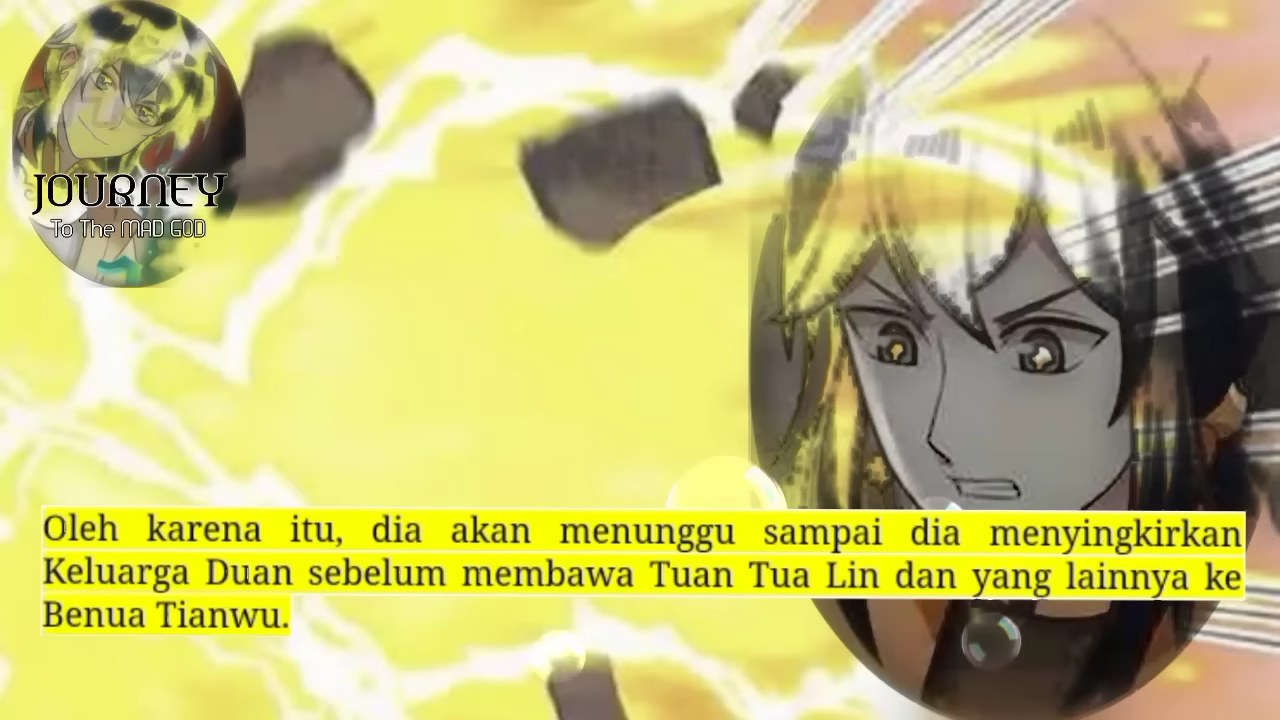 JOURNEY
To The MAD GOD
Oleh karena itu, dia akan menunggu sampai dia menyingkirkan
Keluarga Duan sebelum membawa Tuan Tua Lin dan yang lainnya ke
Benua Tianwu.